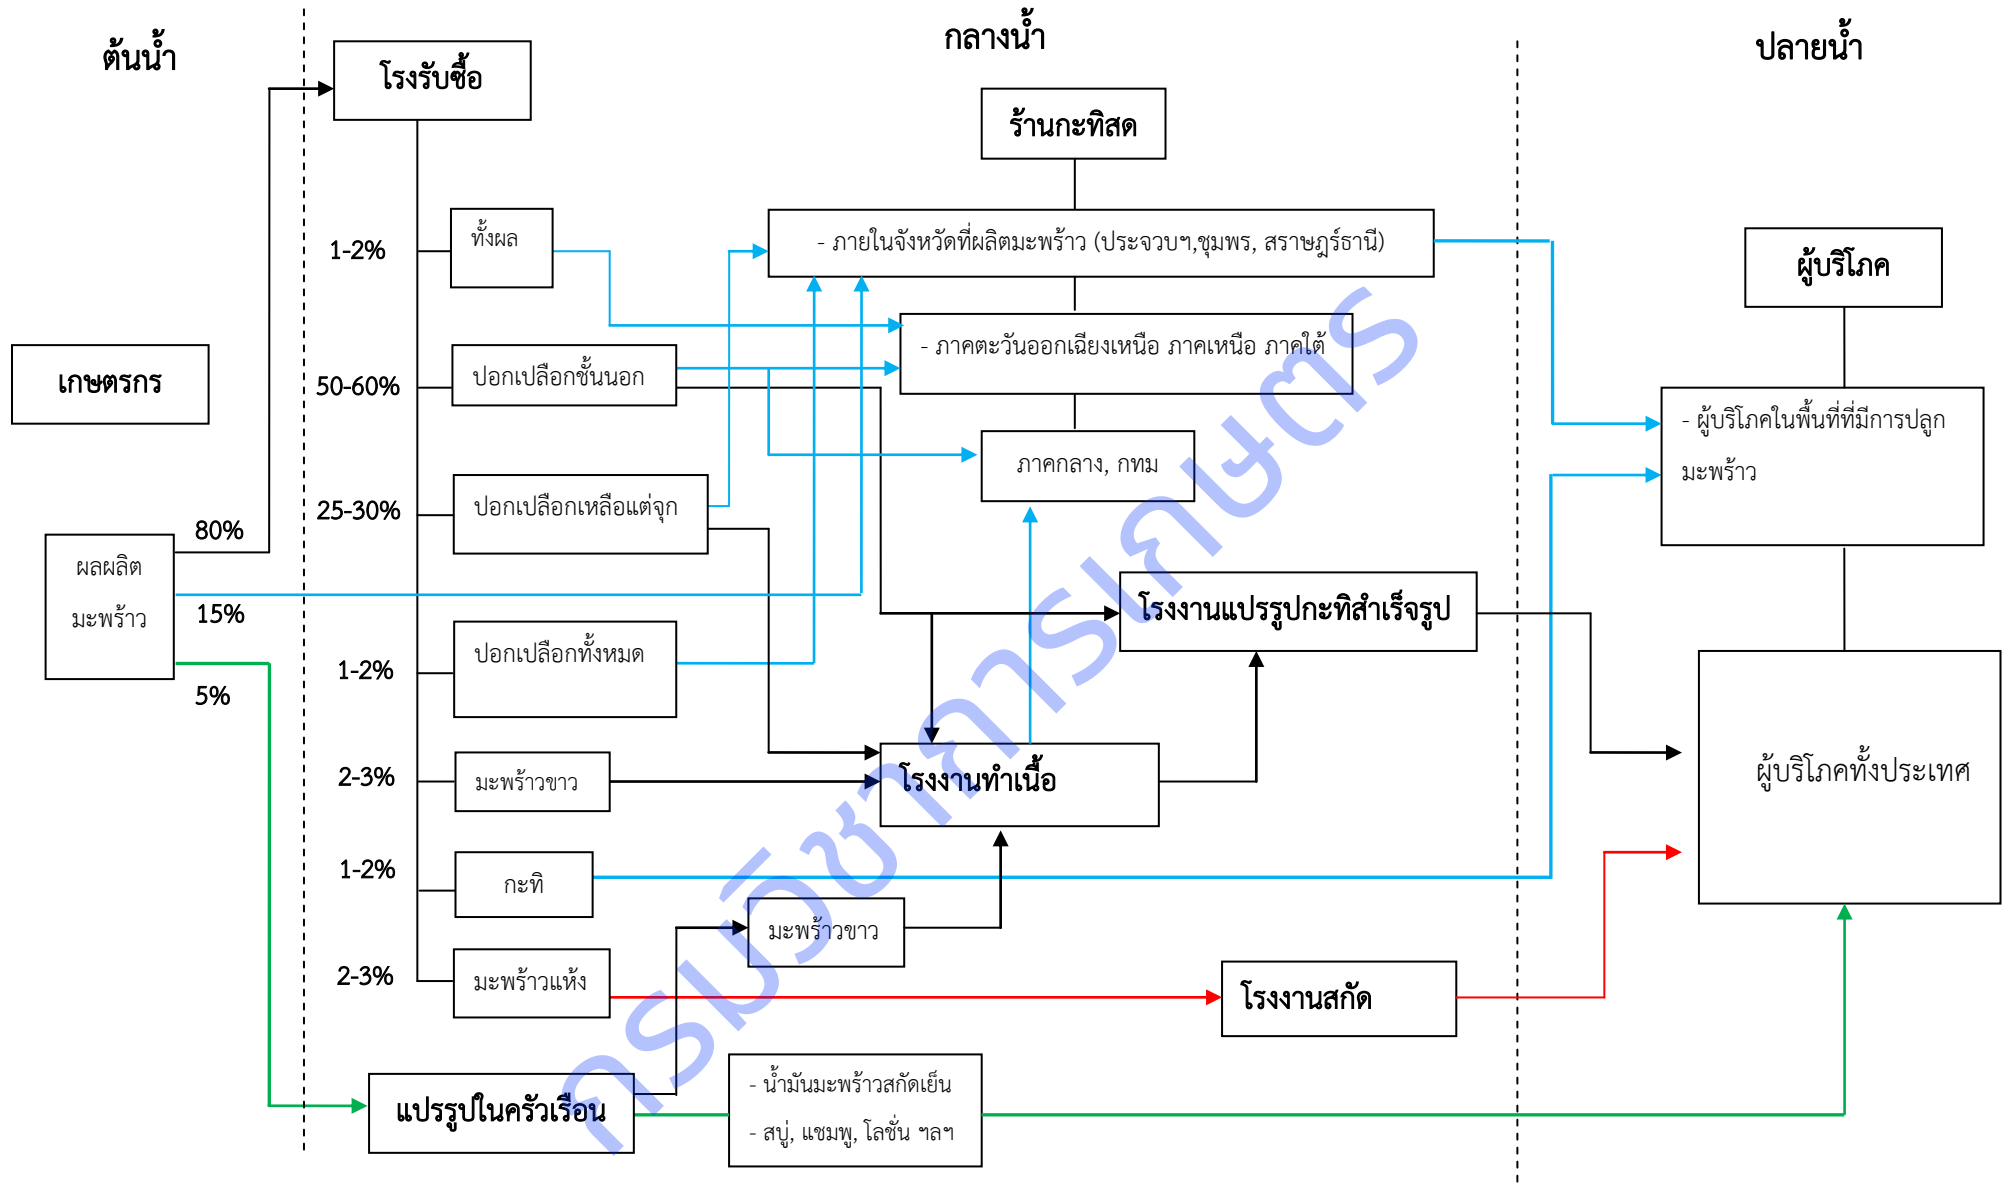 ต้นน้ำ
กลางน้ำ
ปลายน้ำ
โรงรับซื้อ
ร้านกะทิสด
1-2%
ทั้งผล
- ภายในจังหวัดที่ผลิตมะพร้าว (ประจวบฯ,ชุมพร, สราษฎร์ธานี)
ผู้บริโภค
เกษตรกร
50-60%
ปอกเปลือกชั้นนอก
- ภาคตะวันออกเฉียงเหนือ ภาคเหนือ ภาคใต้
- ผู้บริโภคในพื้นที่ที่มีการปลูก
มะพร้าว
25-30%
ปอกเปลือกเหลือแต่จุก
ภาคกลาง, กทม
80%
ผลผลิต
มะพร้าว
15%
5%
โรงงานแปรรูปกะทิสำเร็จรูป
1-2%
ปอกเปลือกทั้งหมด
2-3%
มะพร้าวขาว
โรงงานทำเนื้อ
ผู้บริโภคทั้งประเทศ
1-2%
กะทิ
มะพร้าวขาว
2-3%
มะพร้าวแห้ง
โรงงานสกัด
แปรรูปในครัวเรือน
- น้ำมันมะพร้าวสกัดเย็น
- สบู่, แชมพู, โลชั่น ฯลฯ
กรมวิชาการเกษตร